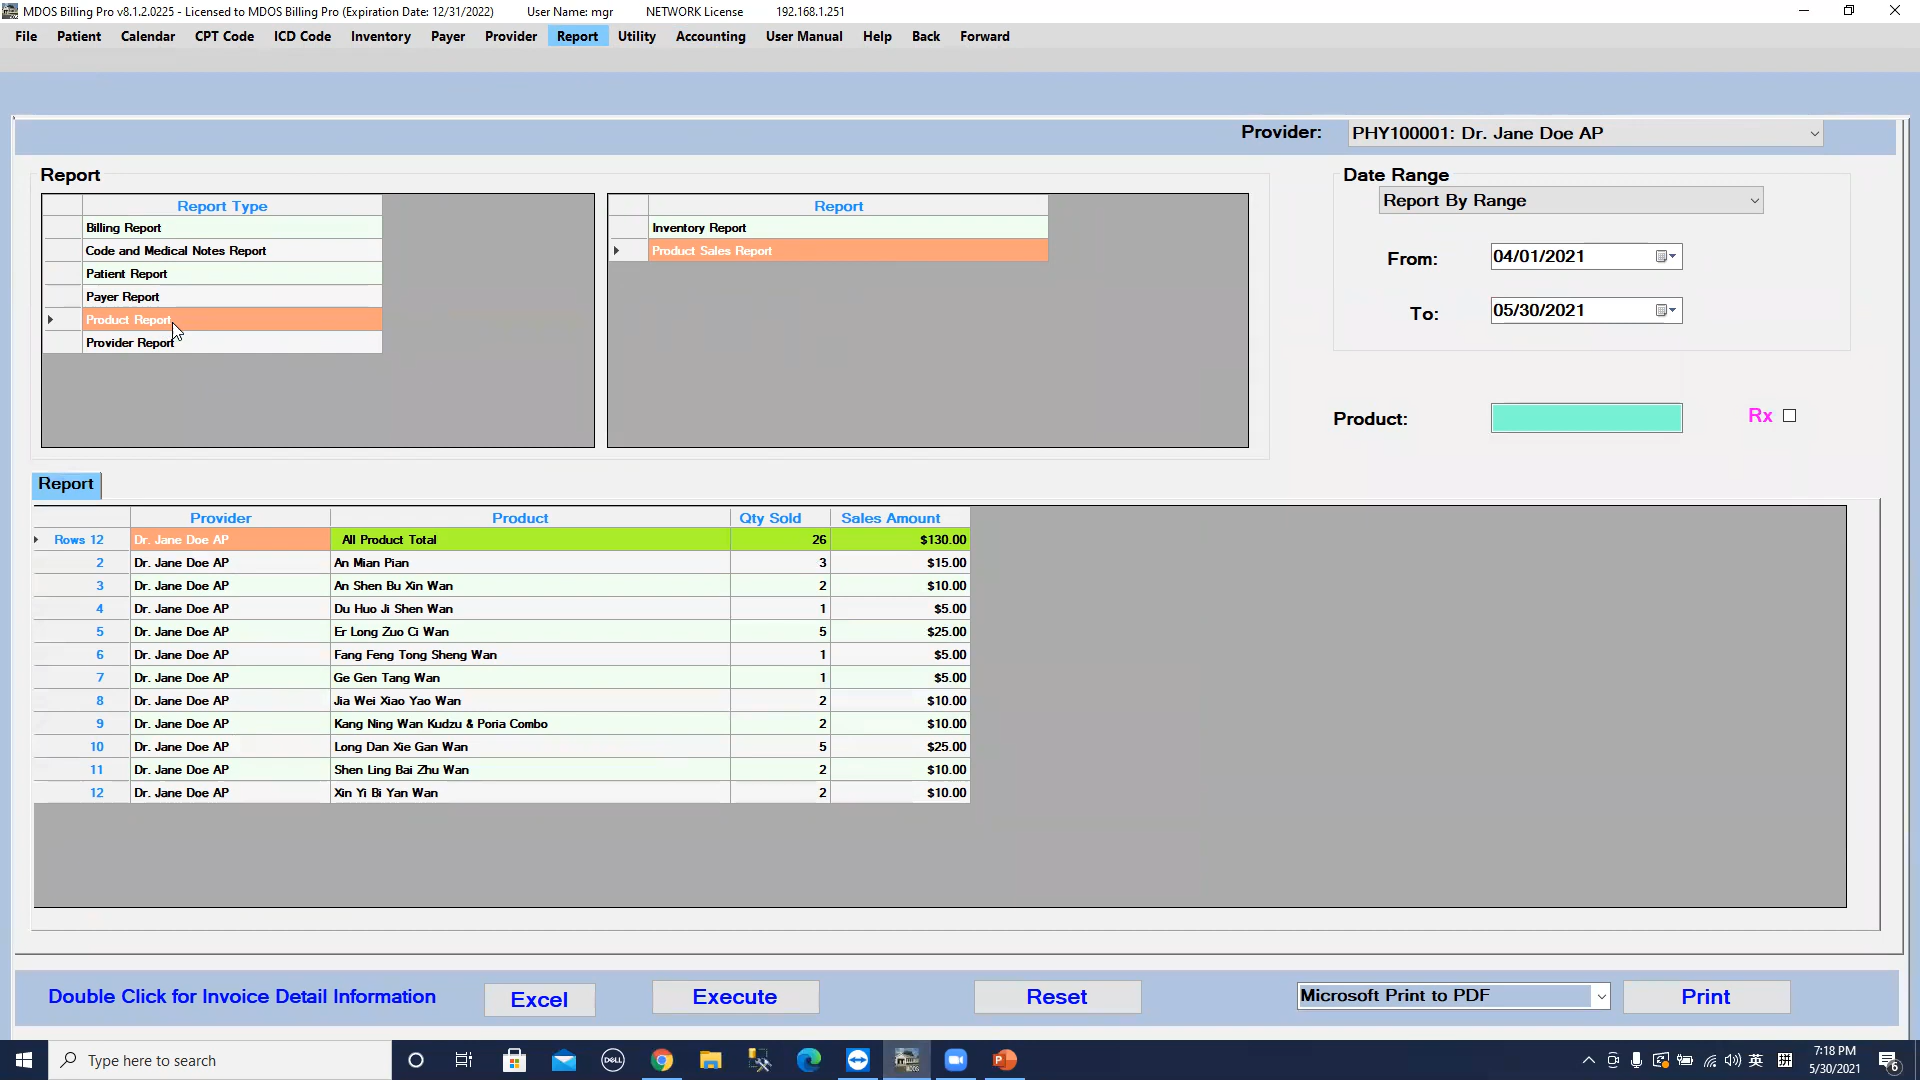 MDOS Billing Pro v8.1.2.0225 - Licensed to MDOS Billing Pro (Expiration Date: 12/31/2022) User Name: mgr NETWORK License 192.168.1.251
File Patient Calendar CPT Code ICD Code Inventory Payer Provider Report Utility Accounting User Manual Help Back Forward
Provider: PHY100001: Dr. Jane Doe AP
Report
Report Type
Billing Report
Code and Medical Notes Report
Patient Report
Payer Report
Product Report
Provider Report
Report
Inventory Report
Product Sales Report
Date Range
Report By Range
From: 04/01/2021
To: 05/30/2021
Product:
Rx
Report
Provider Product Qty Sold Sales Amount
Rows 12 Dr. Jane Doe AP All Product Total 26 $130.00
2 Dr. Jane Doe AP An Mian Pian 3 $15.00
3 Dr. Jane Doe AP An Shen Bu Xin Wan 2 $10.00
4 Dr. Jane Doe AP Du Huo Ji Shen Wan 1 $5.00
5 Dr. Jane Doe AP Er Long Zuo Ci Wan 5 $25.00
6 Dr. Jane Doe AP Fang Feng Tong Sheng Wan 1 $5.00
7 Dr. Jane Doe AP Ge Gen Tang Wan 1 $5.00
8 Dr. Jane Doe AP Jia Wei Xiao Yao Wan 2 $10.00
9 Dr. Jane Doe AP Kang Ning Wan Kudzu & Poria Combo 2 $10.00
10 Dr. Jane Doe AP Long Dan Xie Gan Wan 5 $25.00
11 Dr. Jane Doe AP Shen Ling Bai Zhu Wan 2 $10.00
12 Dr. Jane Doe AP Xin Yi Bi Yan Wan 2 $10.00
Double Click for Invoice Detail Information Excel Execute Reset Microsoft Print to PDF Print
Type here to search
DELL
MDOS
P
英
拼
7:18 PM
5/30/2021
6